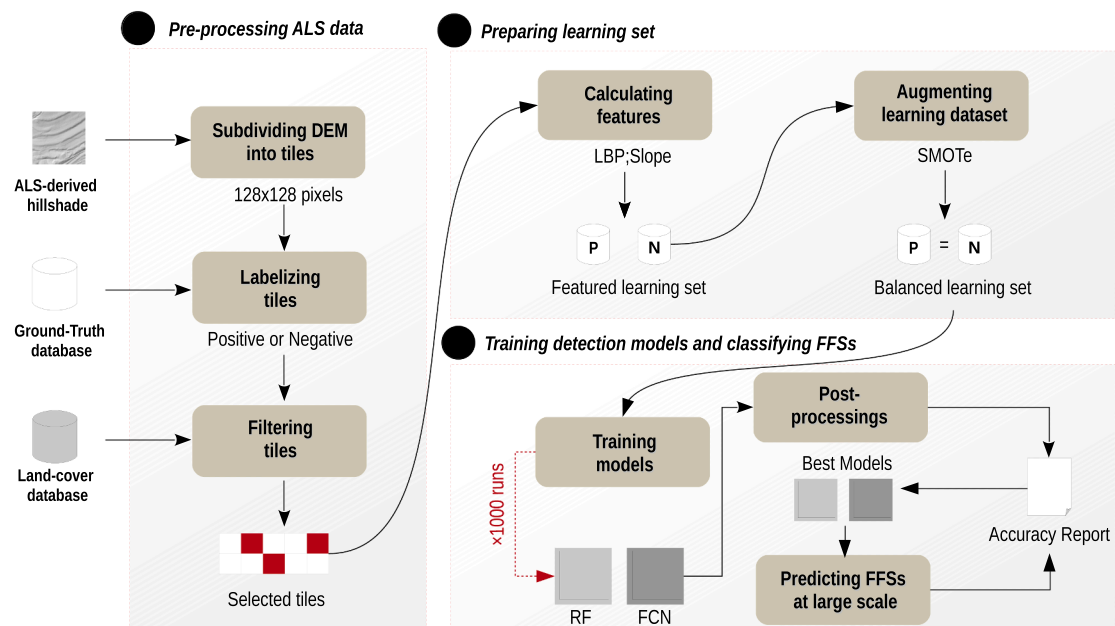 Pre-processing ALS data
ALS-derived
hillshade
Subdividing DEM
into tiles
128x128 pixels
Ground-Truth
database
Labelizing
tiles
Positive or Negative
Land-cover
database
Filtering
tiles
Selected tiles
Preparing learning set
Calculating
features
LBP;Slope
P
N
Featured learning set
Augmenting
learning dataset
SMOTe
P = N
Balanced learning set
Training detection models and classifying FFSs
Training
models
×1000 runs
RF
FCN
Post-
processings
Best Models
Accuracy Report
Predicting FFSs
at large scale